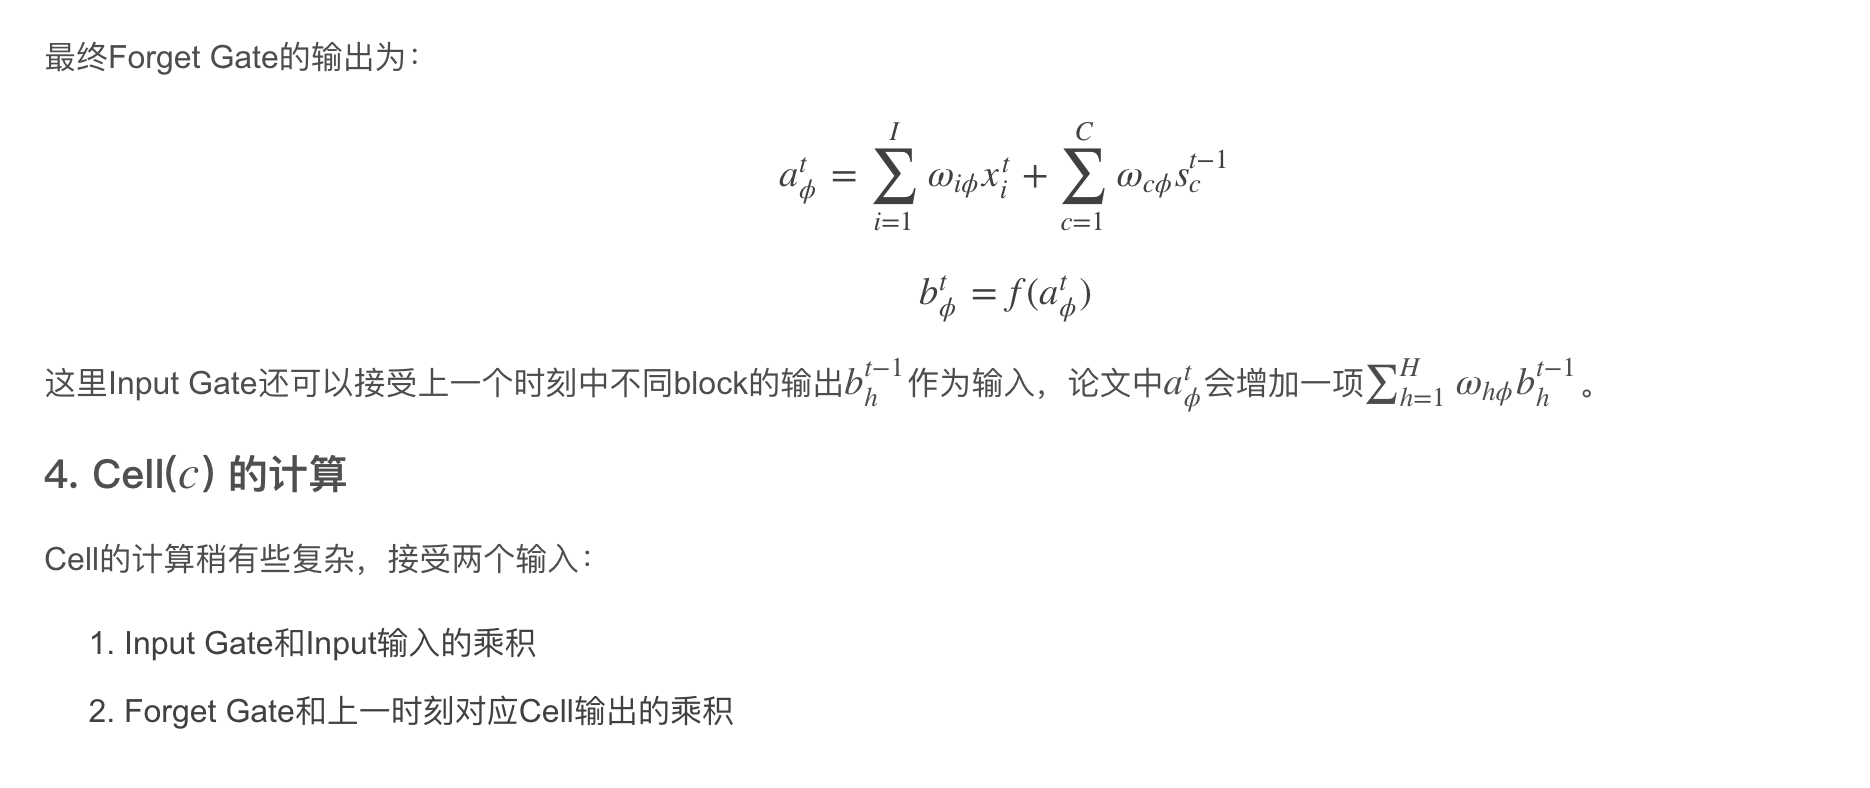 最终Forget Gate的输出为：
$$a_{\phi}^{t} = \sum_{i=1}^{I} \omega_{i\phi} x_{i}^{t} + \sum_{c=1}^{C} \omega_{c\phi} s_{c}^{t-1}$$
$$b_{\phi}^{t} = f(a_{\phi}^{t})$$
这里Input Gate还可以接受上一个时刻中不同block的输出$b_{h}^{t-1}$作为输入，论文中$a_{\phi}^{t}$会增加一项$\sum_{h=1}^{H} \omega_{h\phi} b_{h}^{t-1}$。
4. Cell($c$) 的计算
Cell的计算稍有些复杂，接受两个输入：
1. Input Gate和Input输入的乘积
2. Forget Gate和上一时刻对应Cell输出的乘积